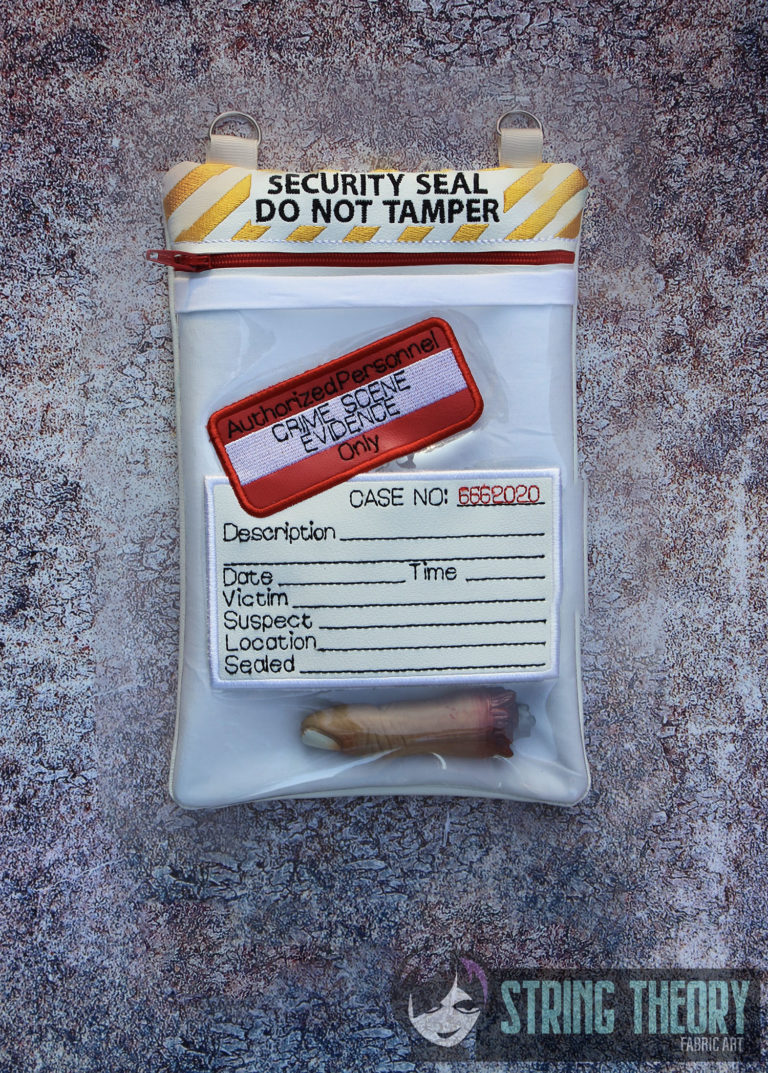 SECURITY SEAL
DO NOT TAMPER
Authorized Personnel
CRIME SCENE
EVIDENCE
Only
CASE NO: 6662020
Description
Date Time
Victim
Suspect
Location
Sealed
STRING THEORY
FABRIC ART